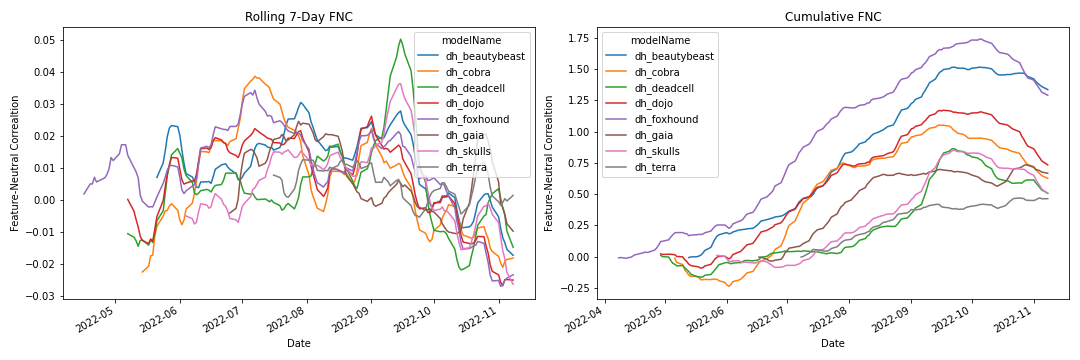 Rolling 7-Day FNC
Feature-Neutral Correaltion
0.05
0.04
0.03
0.02
0.01
0.00
−0.01
−0.02
−0.03
modelName
dh_beautybeast
dh_cobra
dh_deadcell
dh_dojo
dh_foxhound
dh_gaia
dh_skulls
dh_terra
2022-05
2022-06
2022-07
2022-08
2022-09
2022-10
2022-11
Date
Cumulative FNC
Feature-Neutral Correaltion
1.75
1.50
1.25
1.00
0.75
0.50
0.25
0.00
−0.25
modelName
dh_beautybeast
dh_cobra
dh_deadcell
dh_dojo
dh_foxhound
dh_gaia
dh_skulls
dh_terra
2022-04
2022-05
2022-06
2022-07
2022-08
2022-09
2022-10
2022-11
Date